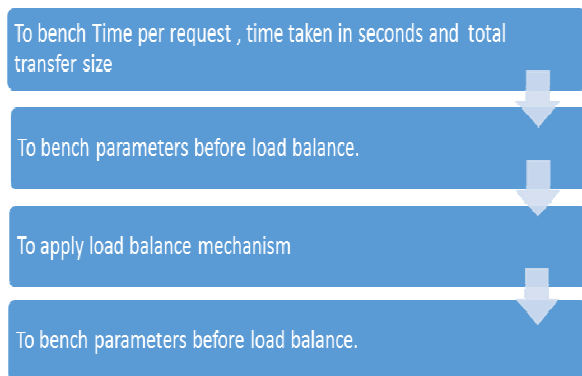 To bench Time per request , time taken in seconds and total
transfer size
To bench parameters before load balance.
To apply load balance mechanism
To bench parameters before load balance.